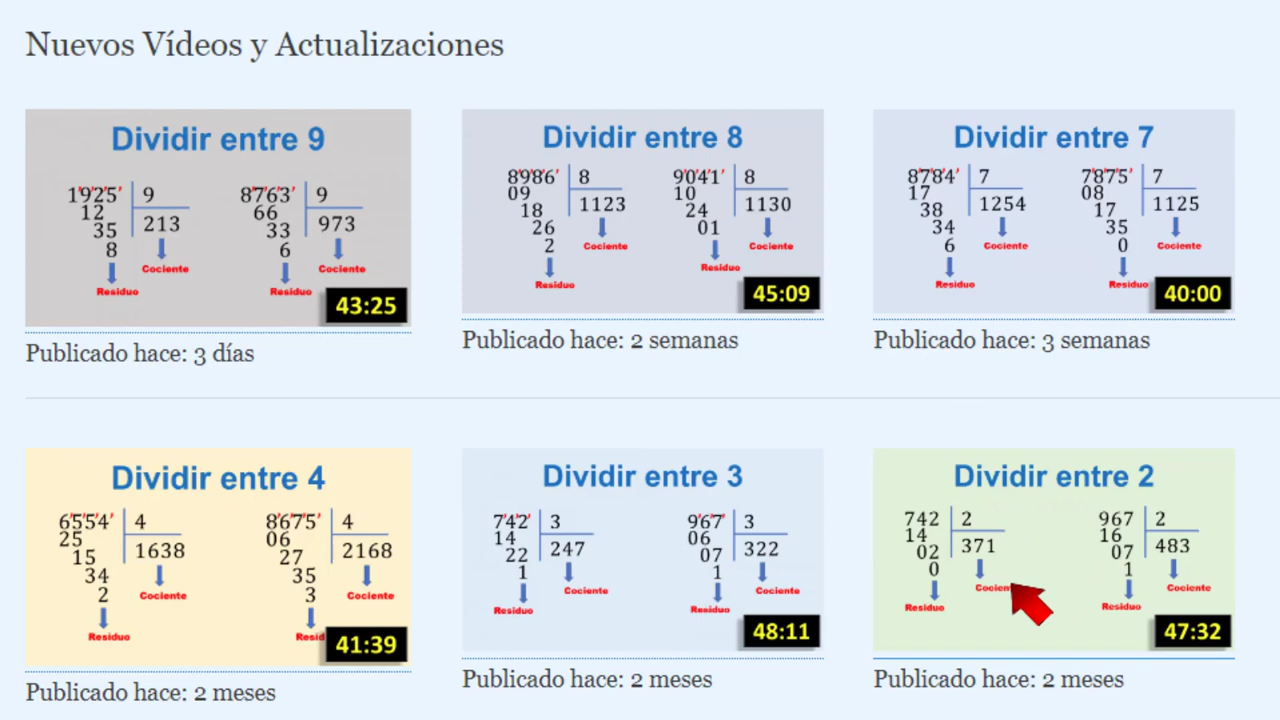 Nuevos Vídeos y Actualizaciones
Dividir entre 9
1925 9
12 213
35
8 Cociente
Residuo
8763 9
66 973
33
6 Cociente
Residuo
43:25
Publicado hace: 3 días
Dividir entre 8
8986 8
09 1123
18
26 Cociente
2
Residuo
9041 8
10 1130
24
01 Cociente
Residuo
45:09
Publicado hace: 2 semanas
Dividir entre 7
8784 7
17 1254
38
34
6 Cociente
Residuo
7875 7
08 1125
17
35
0 Cociente
Residuo
40:00
Publicado hace: 3 semanas
Dividir entre 4
6554 4
25 1638
15
34
2 Cociente
Residuo
8675 4
06 2168
27
35
3 Cociente
Resid
41:39
Publicado hace: 2 meses
Dividir entre 3
742 3
14 247
22
1 Cociente
Residuo
967 3
06 322
07
1 Cociente
Residuo
48:11
Publicado hace: 2 meses
Dividir entre 2
742 2
14 371
02
0 Cocien
Residuo
967 2
16 483
07
1 Cociente
Residuo
47:32
Publicado hace: 2 meses